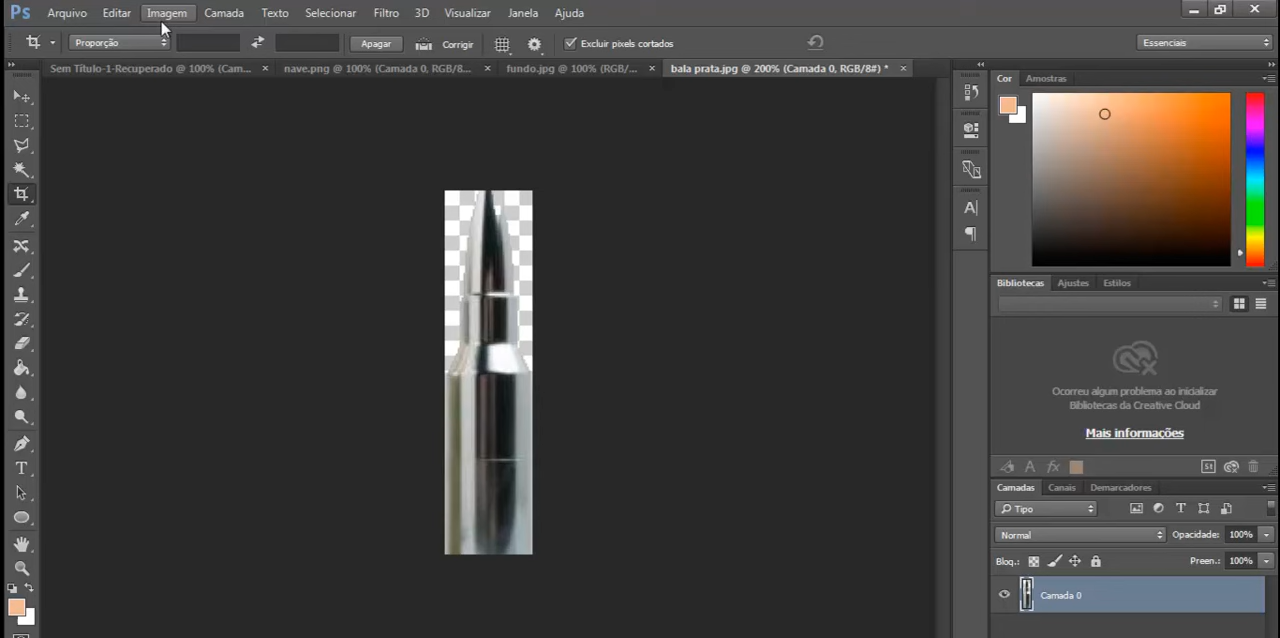 Ps Arquivo Editar Imagem Camada Texto Selecionar Filtro 3D Visualizar Janela Ajuda
Proporção Apagar Corrigir Excluir pixels cortados Essenciais
Sem Título-1-Recuperado @ 100% (Cam... × nave.png @ 100% (Camada 0, RGB/8... × fundo.jpg @ 100% (RGB/... × bala prata.jpg @ 200% (Camada 0, RGB/8#) * ×
Cor Amostras
Bibliotecas Ajustes Estilos
Ocorreu algum problema ao inicializar
Bibliotecas da Creative Cloud
Mais informações
St
Camadas Canais Demarcadores
Tipo
Normal Opacidade: 100%
Bloq.: Preen.: 100%
Camada 0